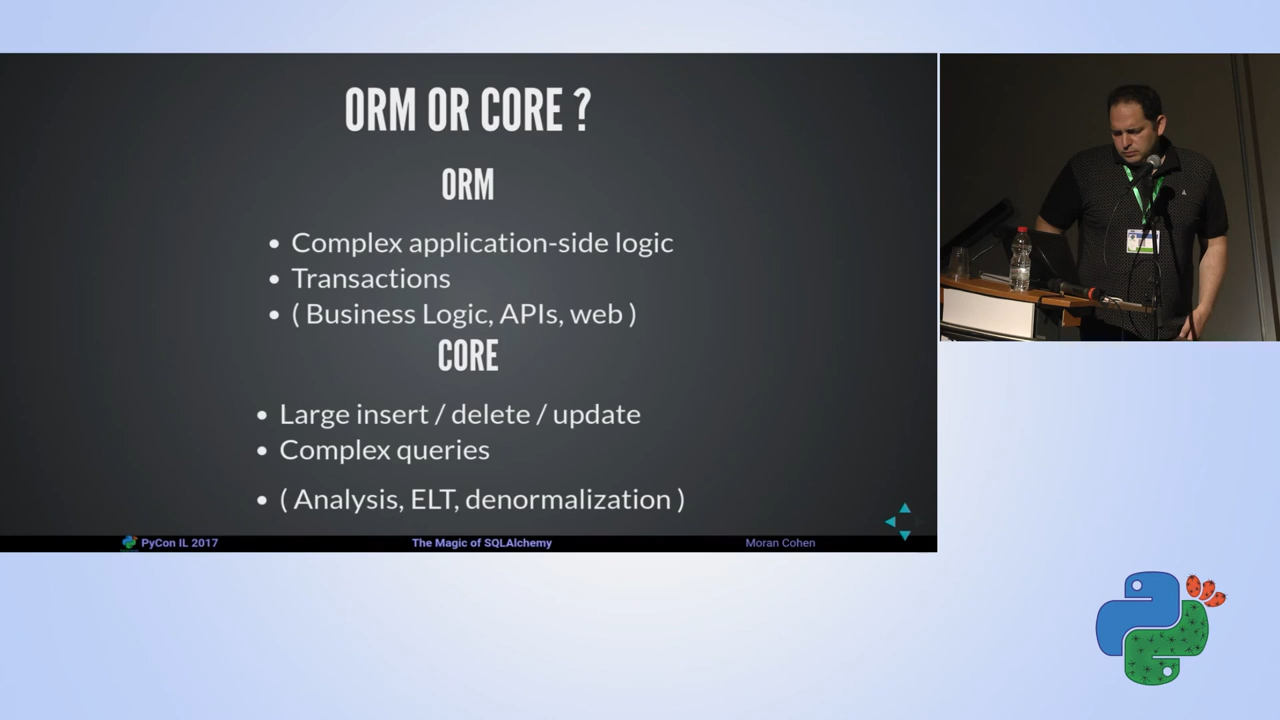 ORM OR CORE ?
ORM
• Complex application-side logic
• Transactions
• ( Business Logic, APIs, web )
CORE
• Large insert / delete / update
• Complex queries
• ( Analysis, ELT, denormalization )
PyCon IL 2017
The Magic of SQLAlchemy
Moran Cohen